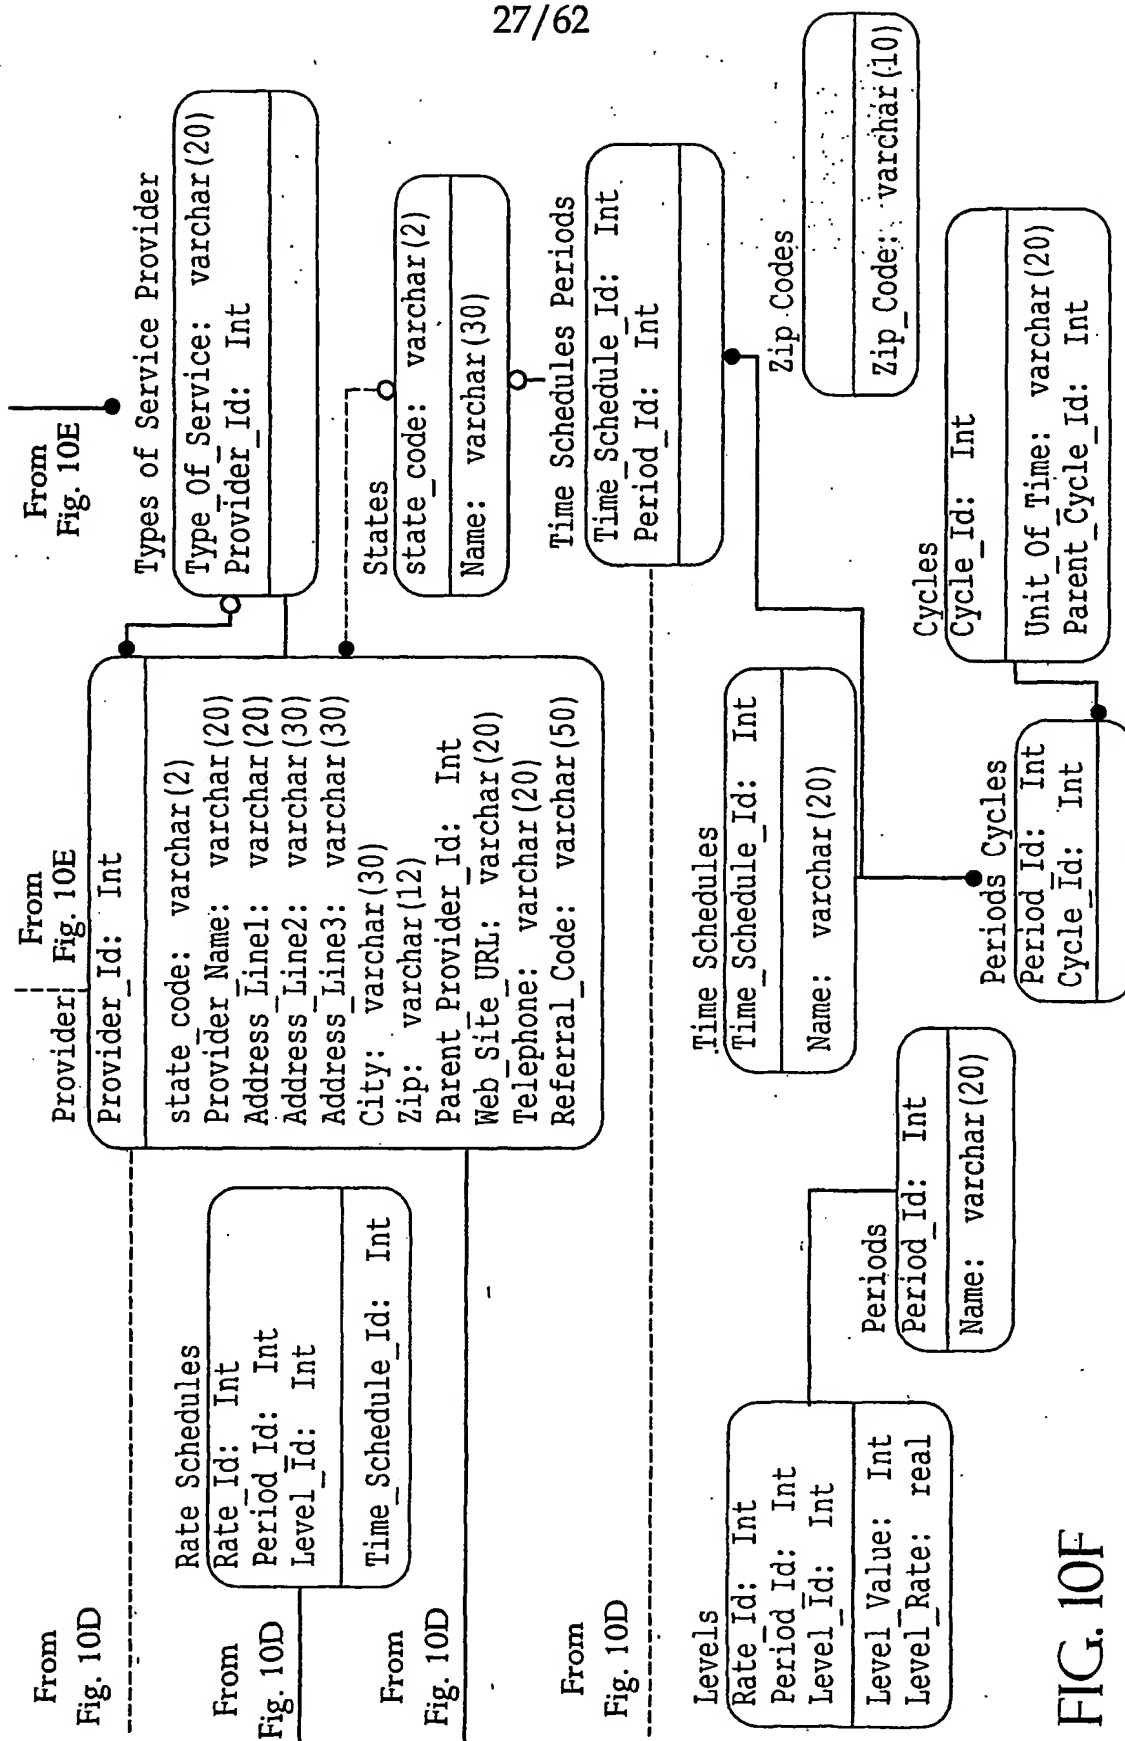 27/62
From
Fig. 10E
Types of Service Provider
Type_Of_Service: varchar(20)
Provider_Id: Int
From
Fig. 10E
Provider
Provider_Id: Int
state_code: varchar(2)
Provider_Name: varchar(20)
Address_Line1: varchar(20)
Address_Line2: varchar(30)
Address_Line3: varchar(30)
City: varchar(30)
Zip: varchar(12)
Parent_Provider_Id: Int
Web_Site_URL: varchar(20)
Telephone: varchar(20)
Referral_Code: varchar(50)
States
state_code: varchar(2)
Name: varchar(30)
Time Schedules Periods
Time_Schedule_Id: Int
Period_Id: Int
Zip Codes
Zip_Code: varchar(10)
From
Fig. 10D
Rate Schedules
Rate_Id: Int
Period_Id: Int
Level_Id: Int
Time_Schedule_Id: Int
From
Fig. 10D
From
Fig. 10D
From
Fig. 10D
Time Schedules
Time_Schedule_Id: Int
Name: varchar(20)
Cycles
Cycle_Id: Int
Unit_Of_Time: varchar(20)
Parent_Cycle_Id: Int
Periods Cycles
Period_Id: Int
Cycle_Id: Int
Periods
Period_Id: Int
Name: varchar(20)
Levels
Rate_Id: Int
Period_Id: Int
Level_Id: Int
Level_Value: Int
Level_Rate: real
FIG. 10F